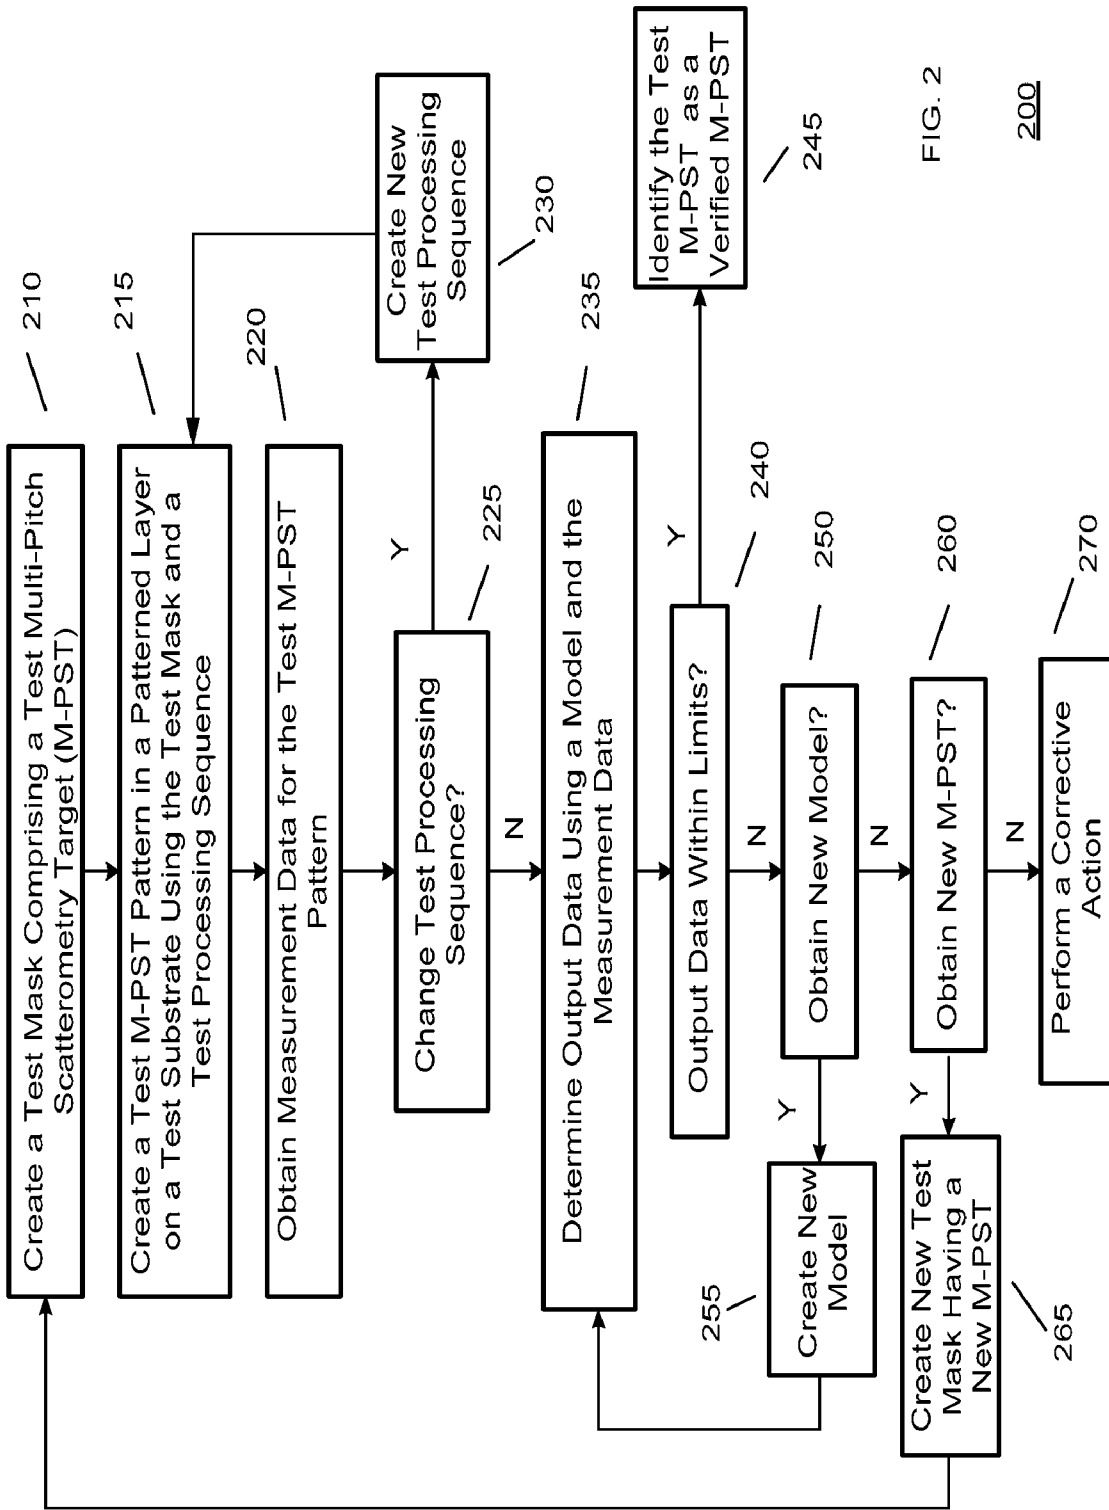 Create a Test Mask Comprising a Test Multi-Pitch
Scatterometry Target (M-PST)
210
Create a Test M-PST Pattern in a Patterned Layer
on a Test Substrate Using the Test Mask and a
Test Processing Sequence
215
Obtain Measurement Data for the Test M-PST
Pattern
220
Change Test Processing
Sequence?
225
Y
Create New
Test Processing
Sequence
230
N
Determine Output Data Using a Model and the
Measurement Data
235
Output Data Within Limits?
240
Y
Identify the Test
M-PST as a
Verified M-PST
245
N
Obtain New Model?
250
Y
Create New
Model
255
N
Obtain New M-PST?
260
Y
Create New Test
Mask Having a
New M-PST
265
N
Perform a Corrective
Action
270
FIG. 2
200